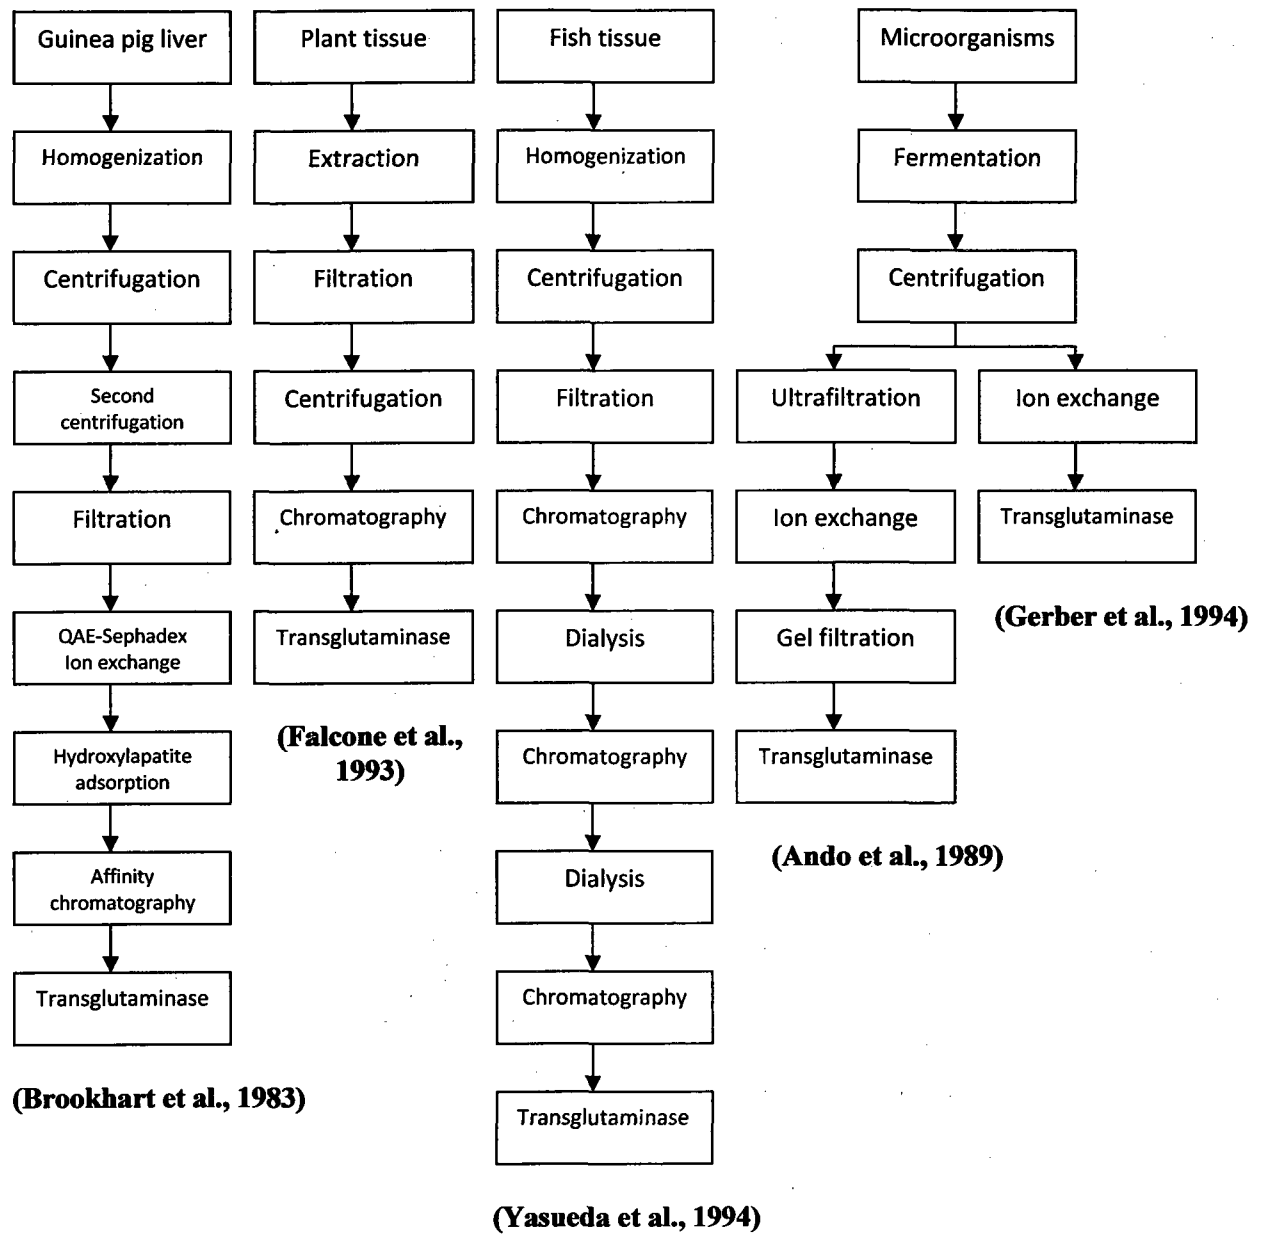 Guinea pig liver
Homogenization
Centrifugation
Second
centrifugation
Filtration
QAE-Sephadex
Ion exchange
Hydroxylapatite
adsorption
Affinity
chromatography
Transglutaminase
(Brookhart et al., 1983)
Plant tissue
Extraction
Filtration
Centrifugation
Chromatography
Transglutaminase
(Falcone et al.,
1993)
Fish tissue
Homogenization
Centrifugation
Filtration
Chromatography
Dialysis
Chromatography
Dialysis
Chromatography
Transglutaminase
(Yasueda et al., 1994)
Microorganisms
Fermentation
Centrifugation
Ultrafiltration
Ion exchange
Gel filtration
Transglutaminase
(Ando et al., 1989)
Ion exchange
Transglutaminase
(Gerber et al., 1994)